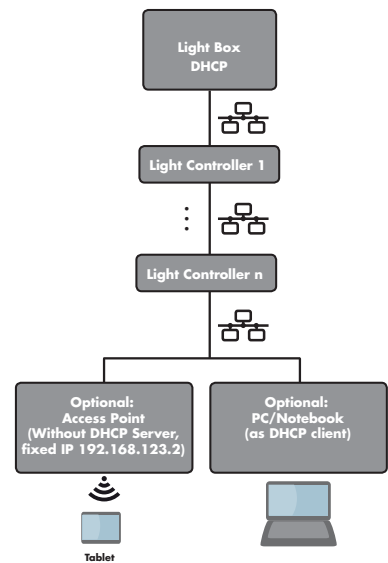 Light Box
DHCP
Light Controller 1
Light Controller n
Optional:
Access Point
(Without DHCP Server,
fixed IP 192.168.123.2)
Optional:
PC/Notebook
(as DHCP client)
Tablet